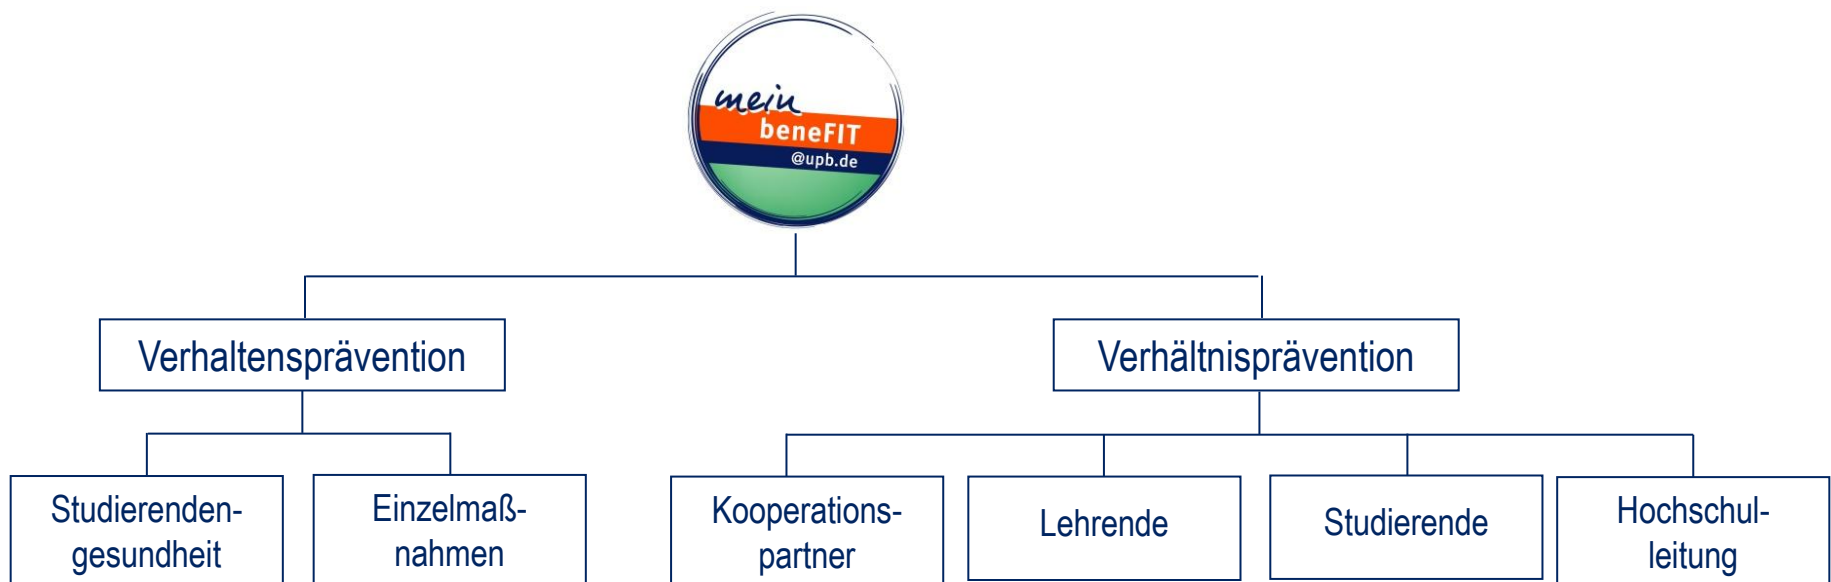 mein
beneFIT
@upb.de
Verhaltensprävention
Verhältnisprävention
Studierenden-
gesundheit
Einzelmaß-
nahmen
Kooperations-
partner
Lehrende
Studierende
Hochschul-
leitung